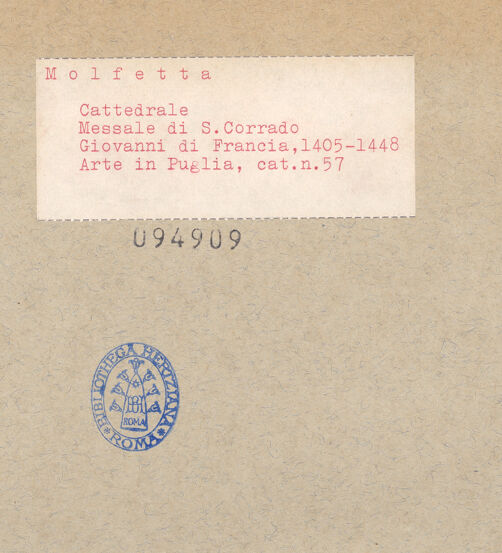 Molfetta
Cattedrale
Messale di S.Corrado
Giovanni di Francia,1405-1448
Arte in Puglia, cat.n.57
094909
BIBLIOTHECA HERTZIANA
ROMA
ROMA